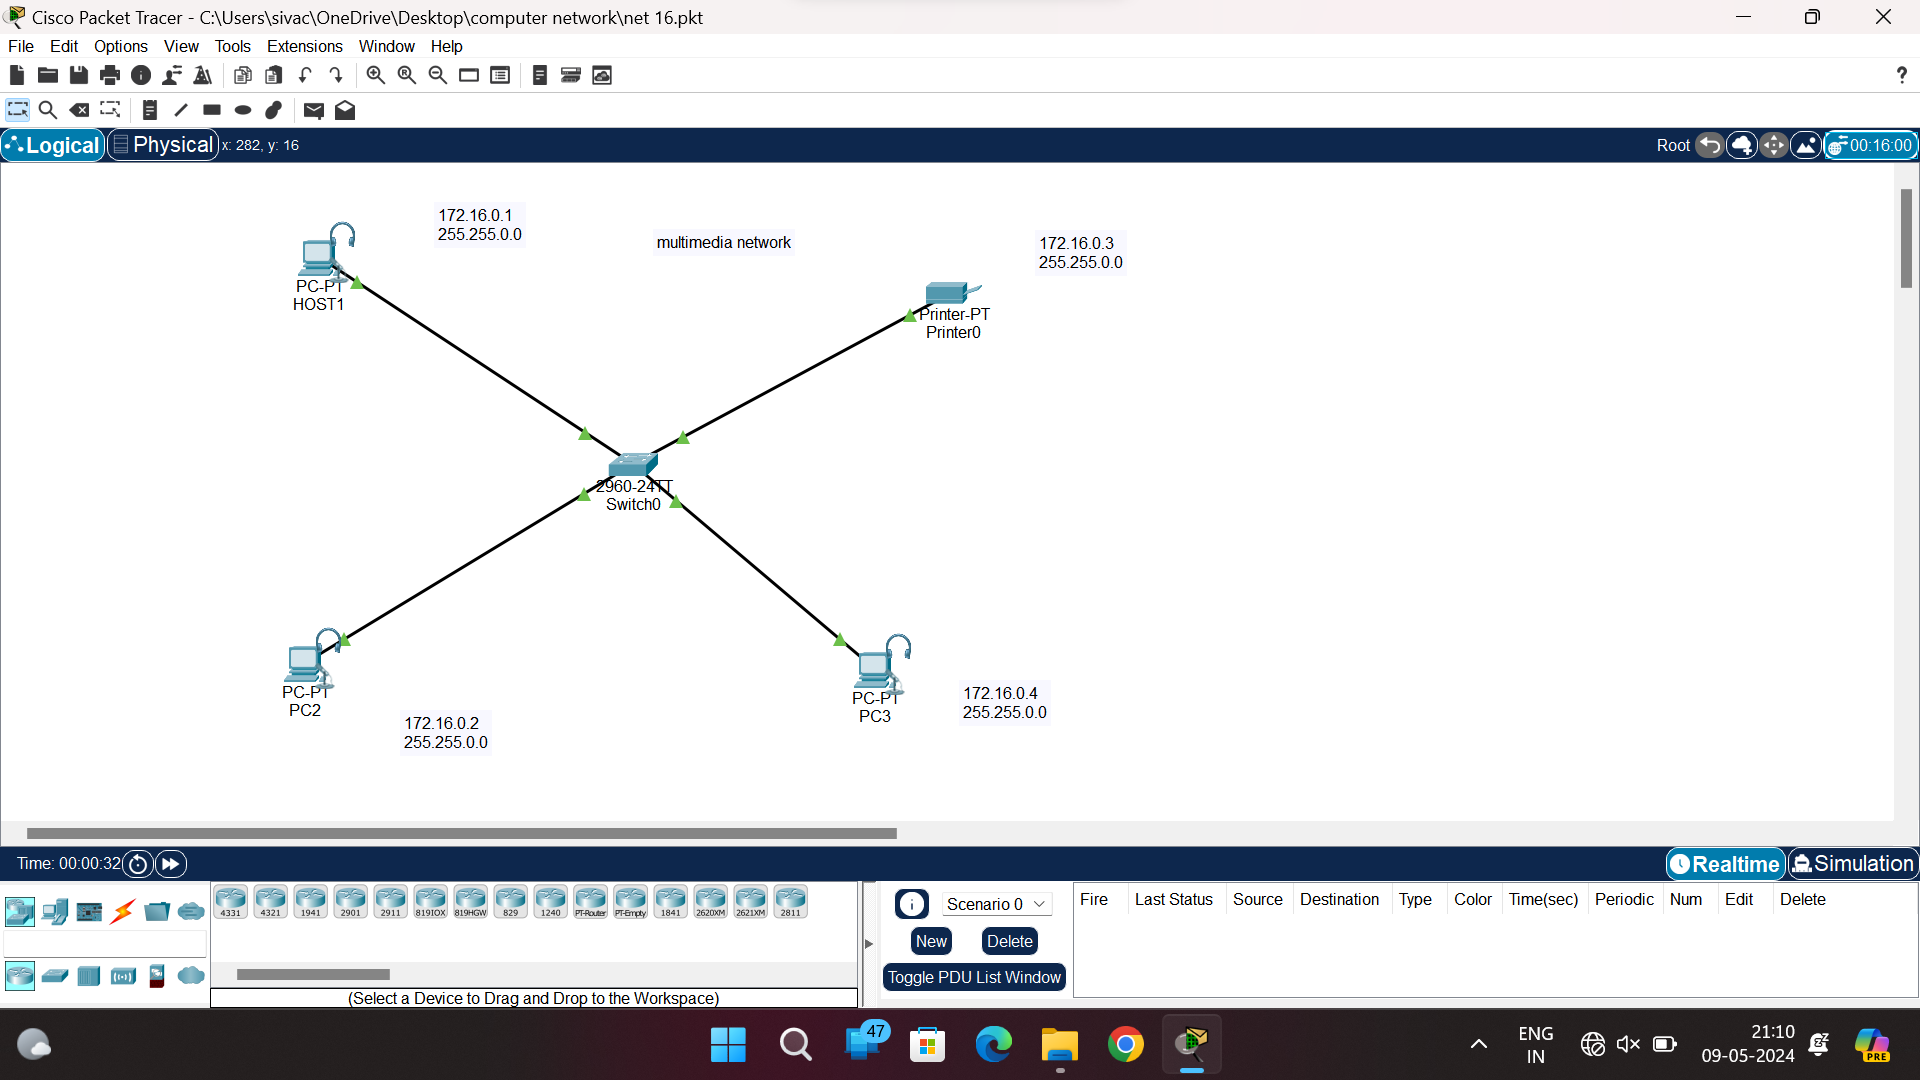 Cisco Packet Tracer - C:\Users\sivac\OneDrive\Desktop\computer network\net 16.pkt
File Edit Options View Tools Extensions Window Help
?
Logical Physical x: 282, y: 16 Root 00:16:00
172.16.0.1
255.255.0.0
multimedia network
172.16.0.3
255.255.0.0
PC-PT
HOST1
Printer-PT
Printer0
2960-24TT
Switch0
PC-PT
PC2
172.16.0.2
255.255.0.0
PC-PT
PC3
172.16.0.4
255.255.0.0
Time: 00:00:32 Realtime Simulation
4331 4321 1941 2901 2911 819IOX 819HGW 829 1240 PT-Router PT-Empty 1841 2620XM 2621XM 2811
(Select a Device to Drag and Drop to the Workspace)
Scenario 0
New Delete
Toggle PDU List Window
Fire Last Status Source Destination Type Color Time(sec) Periodic Num Edit Delete
47
ENG
IN
21:10
09-05-2024
PRE